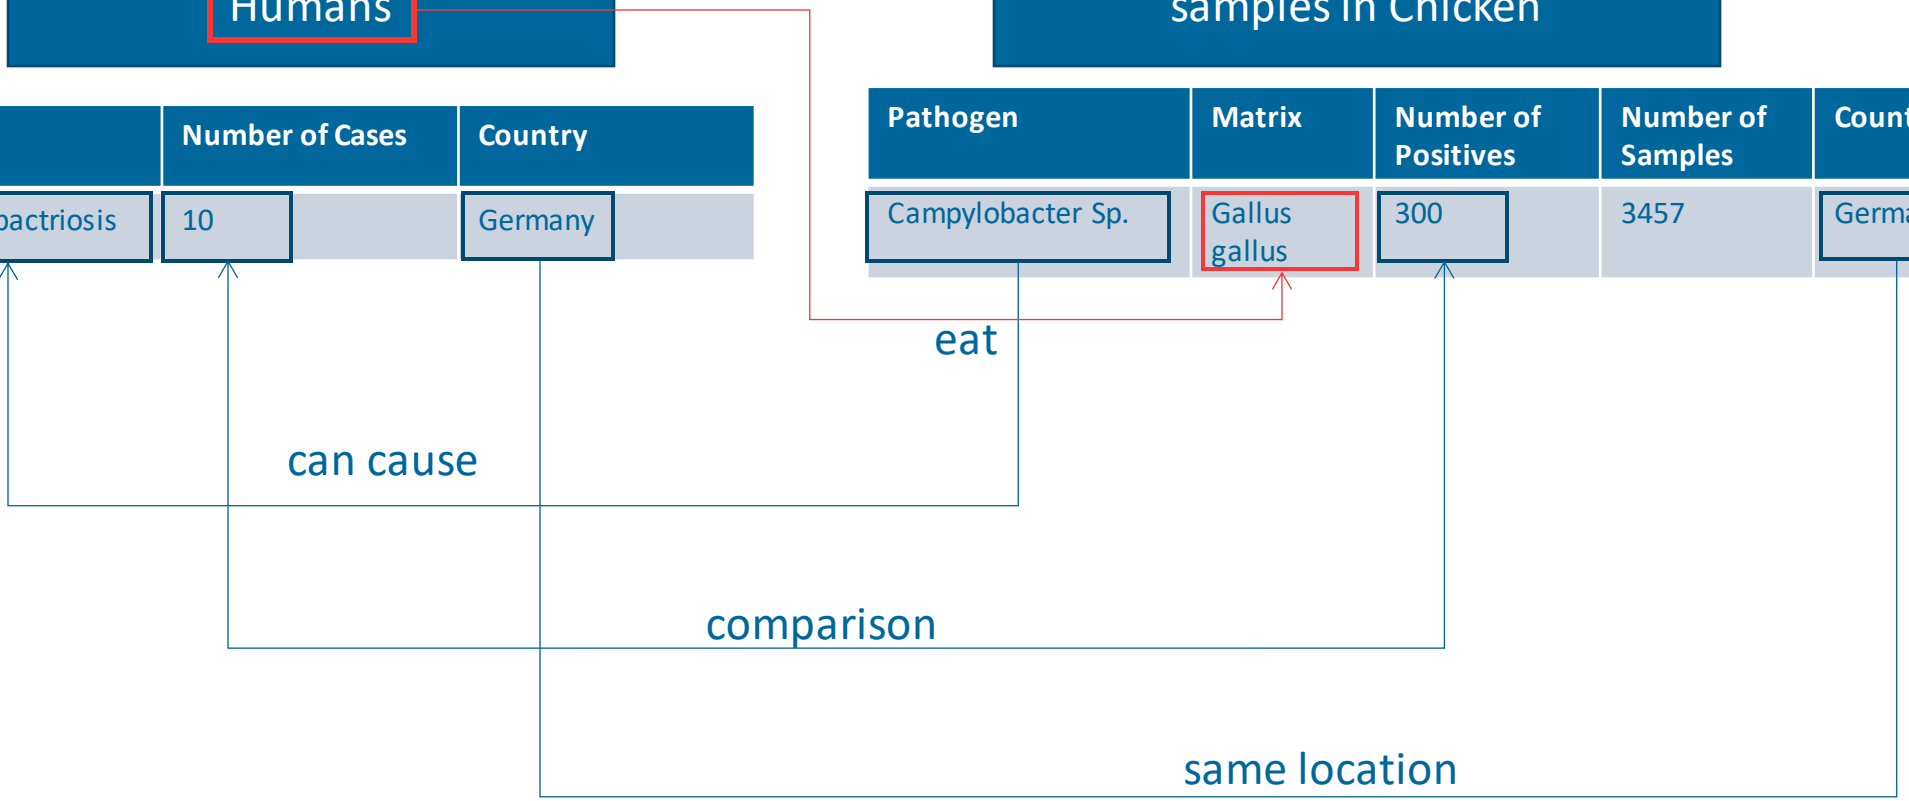 Humans
samples in Chicken
Number of Cases
Country
10
Germany
Pathogen
Matrix
Number of
Positives
Number of
Samples
Campylobacter Sp.
Gallus
gallus
300
3457
eat
can cause
comparison
same location